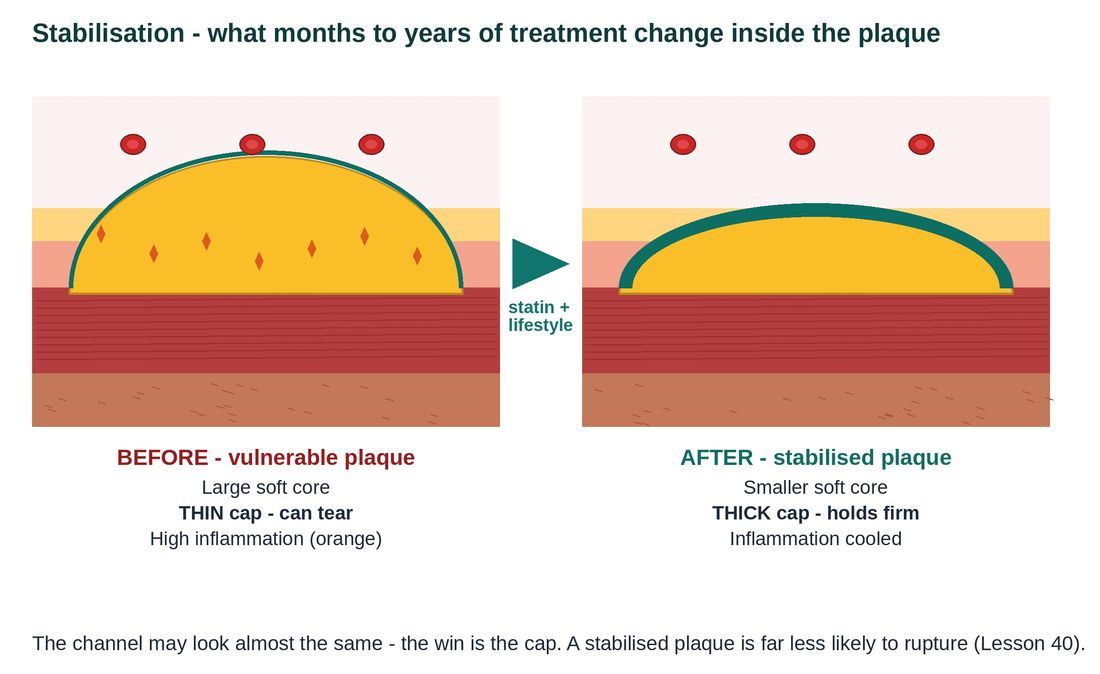 Stabilisation - what months to years of treatment change inside the plaque
statin +
lifestyle
BEFORE - vulnerable plaque
Large soft core
THIN cap - can tear
High inflammation (orange)
AFTER - stabilised plaque
Smaller soft core
THICK cap - holds firm
Inflammation cooled
The channel may look almost the same - the win is the cap. A stabilised plaque is far less likely to rupture (Lesson 40).